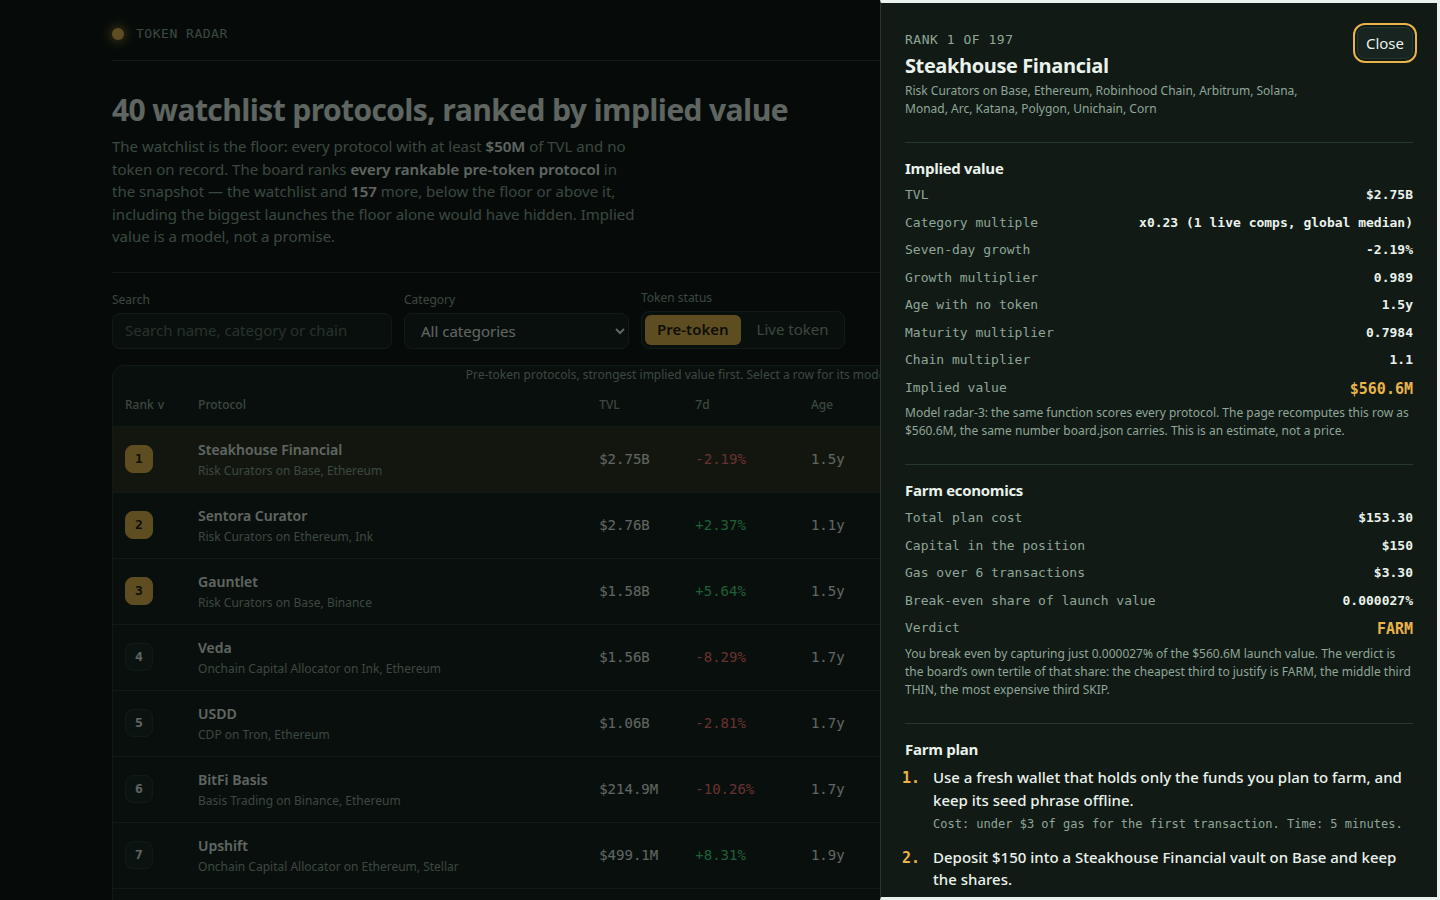 TOKEN RADAR
40 watchlist protocols, ranked by implied value
The watchlist is the floor: every protocol with at least $50M of TVL and no
token on record. The board ranks every rankable pre-token protocol in
the snapshot — the watchlist and 157 more, below the floor or above it,
including the biggest launches the floor alone would have hidden. Implied
value is a model, not a promise.
Search
Category
Token status
Search name, category or chain
All categories
Pre-token
Live token
Pre-token protocols, strongest implied value first. Select a row for its mod
Rank v Protocol TVL 7d Age
1 Steakhouse Financial $2.75B -2.19% 1.5y
Risk Curators on Base, Ethereum
2 Sentora Curator $2.76B +2.37% 1.1y
Risk Curators on Ethereum, Ink
3 Gauntlet $1.58B +5.64% 1.5y
Risk Curators on Base, Binance
4 Veda $1.56B -8.29% 1.7y
Onchain Capital Allocator on Ink, Ethereum
5 USDD $1.06B -2.81% 1.7y
CDP on Tron, Ethereum
6 BitFi Basis $214.9M -10.26% 1.7y
Basis Trading on Binance, Ethereum
7 Upshift $499.1M +8.31% 1.9y
Onchain Capital Allocator on Ethereum, Stellar
RANK 1 OF 197
Close
Steakhouse Financial
Risk Curators on Base, Ethereum, Robinhood Chain, Arbitrum, Solana,
Monad, Arc, Katana, Polygon, Unichain, Corn
Implied value
TVL $2.75B
Category multiple x0.23 (1 live comps, global median)
Seven-day growth -2.19%
Growth multiplier 0.989
Age with no token 1.5y
Maturity multiplier 0.7984
Chain multiplier 1.1
Implied value $560.6M
Model radar-3: the same function scores every protocol. The page recomputes this row as
$560.6M, the same number board.json carries. This is an estimate, not a price.
Farm economics
Total plan cost $153.30
Capital in the position $150
Gas over 6 transactions $3.30
Break-even share of launch value 0.000027%
Verdict FARM
You break even by capturing just 0.000027% of the $560.6M launch value. The verdict is
the board's own tertile of that share: the cheapest third to justify is FARM, the middle third
THIN, the most expensive third SKIP.
Farm plan
1. Use a fresh wallet that holds only the funds you plan to farm, and
keep its seed phrase offline.
Cost: under $3 of gas for the first transaction. Time: 5 minutes.
2. Deposit $150 into a Steakhouse Financial vault on Base and keep
the shares.